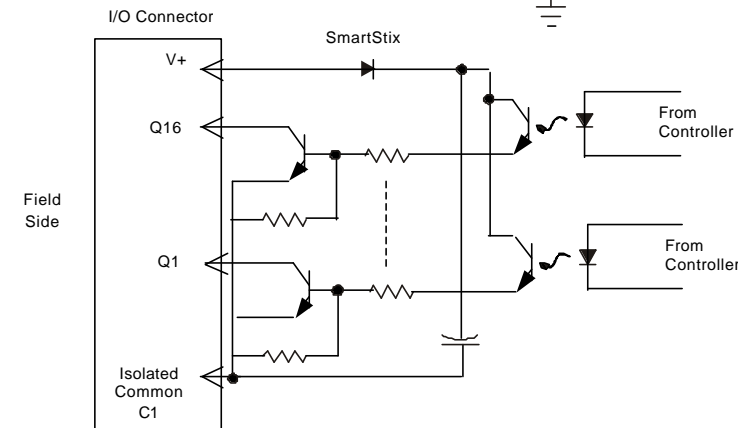 I/O Connector
SmartStix
V+
Q16
From
Controller
Field
Side
Q1
From
Controller
Isolated
Common
C1